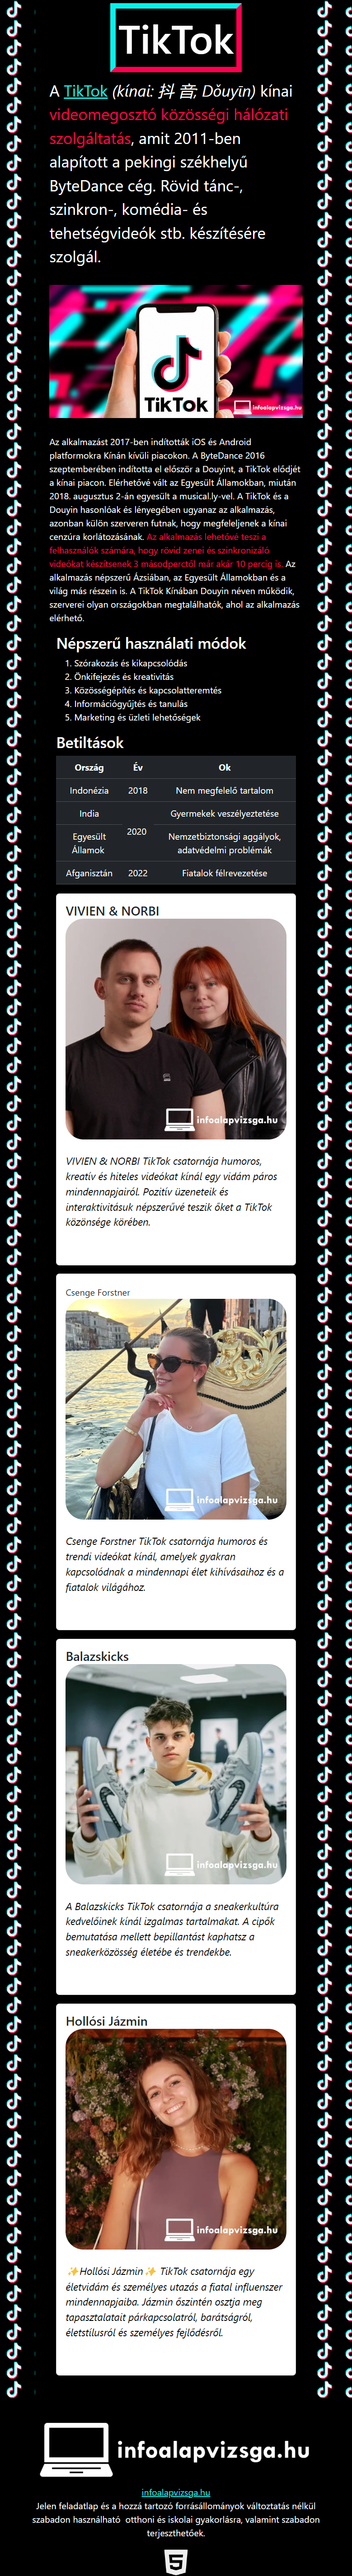 TikTok
A TikTok (kínai: 抖 音; Dǒuyīn) kínai
videomegosztó közösségi hálózati
szolgáltatás, amit 2011-ben
alapított a pekingi székhelyű
ByteDance cég. Rövid tánc-,
szinkron-, komédia- és
tehetségvideók stb. készítésére
szolgál.
TikTok
infoalapvizsga.hu
Az alkalmazást 2017-ben indították iOS és Android
platformokra Kínán kívüli piacokon. A ByteDance 2016
szeptemberében indította el először a Douyint, a TikTok elődjét
a kínai piacon. Elérhetővé vált az Egyesült Államokban, miután
2018. augusztus 2-án egyesült a musical.ly-vel. A TikTok és a
Douyin hasonlóak és lényegében ugyanaz az alkalmazás,
azonban külön szerveren futnak, hogy megfeleljenek a kínai
cenzúra korlátozásának. Az alkalmazás lehetővé teszi a
felhasználók számára, hogy rövid zenei és szinkronizáló
videókat készítsenek 3 másodperctől már akár 10 percig is. Az
alkalmazás népszerű Ázsiában, az Egyesült Államokban és a
világ más részein is. A TikTok Kínában Douyin néven működik,
szerverei olyan országokban megtalálhatók, ahol az alkalmazás
elérhető.
Népszerű használati módok
1. Szórakozás és kikapcsolódás
2. Önkifejezés és kreativitás
3. Közösségépítés és kapcsolatteremtés
4. Információgyűjtés és tanulás
5. Marketing és üzleti lehetőségek
Betiltások
Ország Év Ok
Indonézia 2018 Nem megfelelő tartalom
India Gyermekek veszélyeztetése
2020
Egyesült Nemzetbiztonsági aggályok,
Államok adatvédelmi problémák
Afganisztán 2022 Fiatalok félrevezetése
VIVIEN & NORBI
infoalapvizsga.hu
VIVIEN & NORBI TikTok csatornája humoros,
kreatív és hiteles videókat kínál egy vidám páros
mindennapjairól. Pozitív üzeneteik és
interaktivitásuk népszerűvé teszik őket a TikTok
közönsége körében.
Csenge Forstner
infoalapvizsga.hu
Csenge Forstner TikTok csatornája humoros és
trendi videókat kínál, amelyek gyakran
kapcsolódnak a mindennapi élet kihívásaihoz és a
fiatalok világához.
Balazskicks
infoalapvizsga.hu
A Balazskicks TikTok csatornája a sneakerkultúra
kedvelőinek kínál izgalmas tartalmakat. A cipők
bemutatása mellett bepillantást kaphatsz a
sneakerközösség életébe és trendekbe.
Hollósi Jázmin
infoalapvizsga.hu
✨Hollósi Jázmin✨ TikTok csatornája egy
életvidám és személyes utazás a fiatal influenszer
mindennapjaiba. Jázmin őszintén osztja meg
tapasztalatait párkapcsolatról, barátságról,
életstílusról és személyes fejlődésről.
infoalapvizsga.hu
infoalapvizsga.hu
Jelen feladatlap és a hozzá tartozó forrásállományok változtatás nélkül
szabadon használható otthoni és iskolai gyakorlásra, valamint szabadon
terjeszthetőek.
5